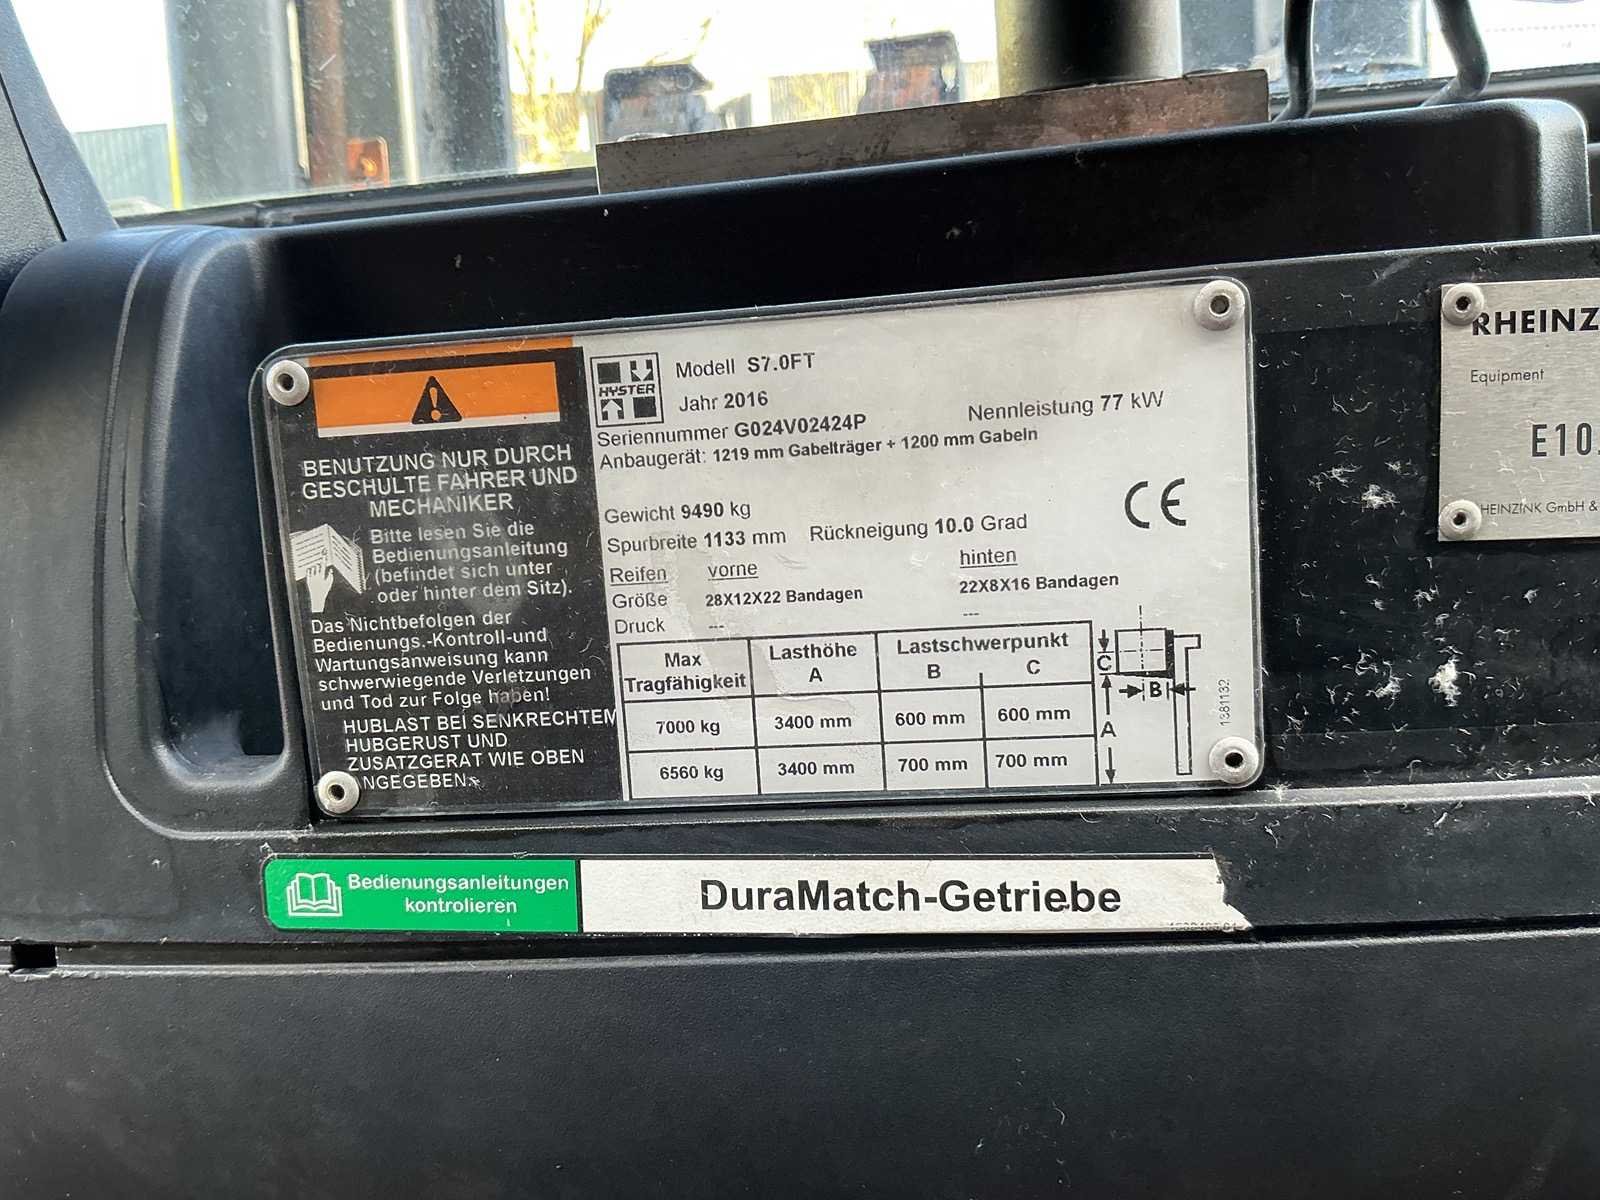 BENUTZUNG NUR DURCH
GESCHULTE FAHRER UND
MECHANIKER
Bitte lesen Sie die
Bedienungsanleitung
(befindet sich unter
oder hinter dem Sitz).
Das Nichtbefolgen der
Bedienungs.-Kontroll-und
Wartungsanweisung kann
schwerwiegende Verletzungen
und Tod zur Folge haben!
HUBLAST BEI SENKRECHTEM
HUBGERUST UND
ZUSATZGERAT WIE OBEN
ANGEGEBEN.
HYSTER
Modell S7.0FT
Jahr 2016
Nennleistung 77 kW
Seriennummer G024V02424P
Anbaugerät: 1219 mm Gabelträger + 1200 mm Gabeln
Gewicht 9490 kg
CE
Spurbreite 1133 mm Rückneigung 10.0 Grad
Reifen vorne hinten
Größe 28X12X22 Bandagen 22X8X16 Bandagen
Druck --- ---
Max Tragfähigkeit Lasthöhe A Lastschwerpunkt B C
7000 kg 3400 mm 600 mm 600 mm
6560 kg 3400 mm 700 mm 700 mm
C
B
A
1381132
RHEINZ
Equipment
E10.
RHEINZINK GmbH &
Bedienungsanleitungen
kontrolieren
DuraMatch-Getriebe